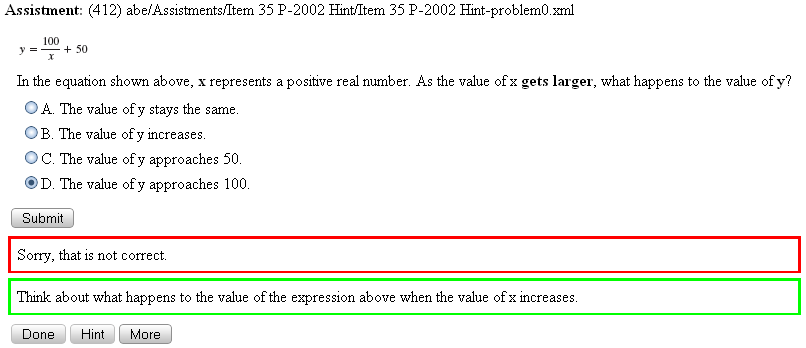 Assistment: (412) abe/Assistments/Item 35 P-2002 Hint/Item 35 P-2002 Hint-problem0.xml
y = 100/x + 50
In the equation shown above, x represents a positive real number. As the value of x gets larger, what happens to the value of y?
A. The value of y stays the same.
B. The value of y increases.
C. The value of y approaches 50.
D. The value of y approaches 100.
Submit
Sorry, that is not correct.
Think about what happens to the value of the expression above when the value of x increases.
Done Hint More